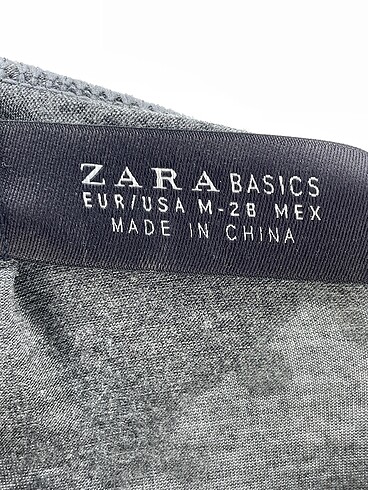 ZARA BASICS
EUR/USA M-28 MEX
MADE IN CHINA